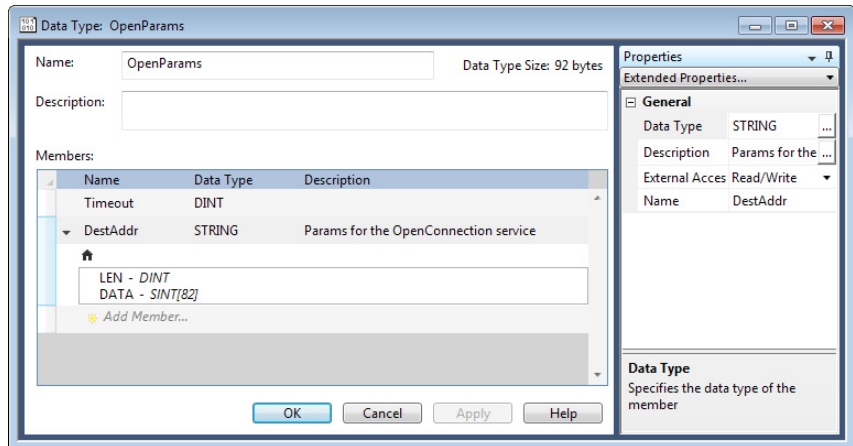 Data Type: OpenParams
Name: OpenParams Data Type Size: 92 bytes
Description:
Members:
Name Data Type Description
Timeout DINT
DestAddr STRING Params for the OpenConnection service
LEN - DINT
DATA - SINT[82]
Add Member...
OK Cancel Apply Help
Properties
Extended Properties...
General
Data Type STRING ...
Description Params for the ...
External Acces Read/Write
Name DestAddr
Data Type
Specifies the data type of the
member